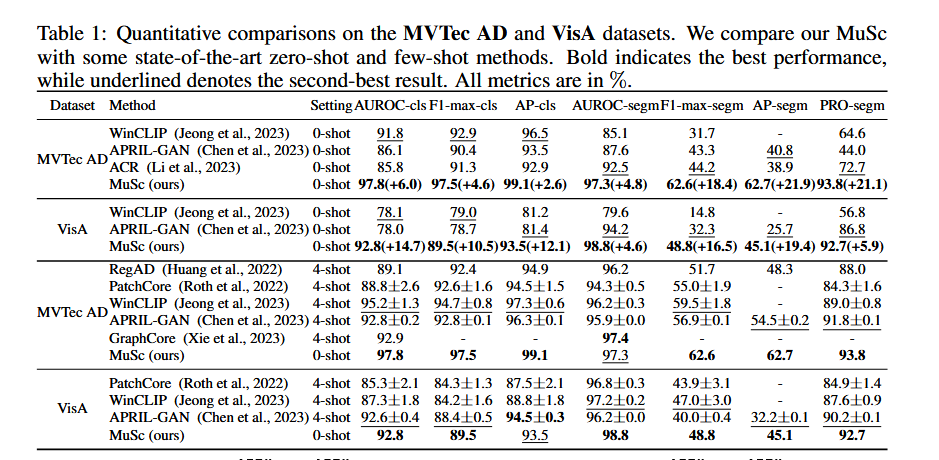 Table 1: Quantitative comparisons on the MVTec AD and VisA datasets. We compare our MuSc
with some state-of-the-art zero-shot and few-shot methods. Bold indicates the best performance,
while underlined denotes the second-best result. All metrics are in %.
Dataset Method Setting AUROC-cls F1-max-cls AP-cls AUROC-segm F1-max-segm AP-segm PRO-segm
WinCLIP (Jeong et al., 2023) 0-shot 91.8 92.9 96.5 85.1 31.7 - 64.6
APRIL-GAN (Chen et al., 2023) 0-shot 86.1 90.4 93.5 87.6 43.3 40.8 44.0
MVTec AD
ACR (Li et al., 2023) 0-shot 85.8 91.3 92.9 92.5 44.2 38.9 72.7
MuSc (ours) 0-shot 97.8(+6.0) 97.5(+4.6) 99.1(+2.6) 97.3(+4.8) 62.6(+18.4) 62.7(+21.9) 93.8(+21.1)
WinCLIP (Jeong et al., 2023) 0-shot 78.1 79.0 81.2 79.6 14.8 - 56.8
VisA APRIL-GAN (Chen et al., 2023) 0-shot 78.0 78.7 81.4 94.2 32.3 25.7 86.8
MuSc (ours) 0-shot 92.8(+14.7) 89.5(+10.5) 93.5(+12.1) 98.8(+4.6) 48.8(+16.5) 45.1(+19.4) 92.7(+5.9)
RegAD (Huang et al., 2022) 4-shot 89.1 92.4 94.9 96.2 51.7 48.3 88.0
PatchCore (Roth et al., 2022) 4-shot 88.8±2.6 92.6±1.6 94.5±1.5 94.3±0.5 55.0±1.9 - 84.3±1.6
MVTec AD WinCLIP (Jeong et al., 2023) 4-shot 95.2±1.3 94.7±0.8 97.3±0.6 96.2±0.3 59.5±1.8 - 89.0±0.8
APRIL-GAN (Chen et al., 2023) 4-shot 92.8±0.2 92.8±0.1 96.3±0.1 95.9±0.0 56.9±0.1 54.5±0.2 91.8±0.1
GraphCore (Xie et al., 2023) 4-shot 92.9 - - 97.4 - - -
MuSc (ours) 0-shot 97.8 97.5 99.1 97.3 62.6 62.7 93.8
PatchCore (Roth et al., 2022) 4-shot 85.3±2.1 84.3±1.3 87.5±2.1 96.8±0.3 43.9±3.1 - 84.9±1.4
VisA WinCLIP (Jeong et al., 2023) 4-shot 87.3±1.8 84.2±1.6 88.8±1.8 97.2±0.2 47.0±3.0 - 87.6±0.9
APRIL-GAN (Chen et al., 2023) 4-shot 92.6±0.4 88.4±0.5 94.5±0.3 96.2±0.0 40.0±0.4 32.2±0.1 90.2±0.1
MuSc (ours) 0-shot 92.8 89.5 93.5 98.8 48.8 45.1 92.7